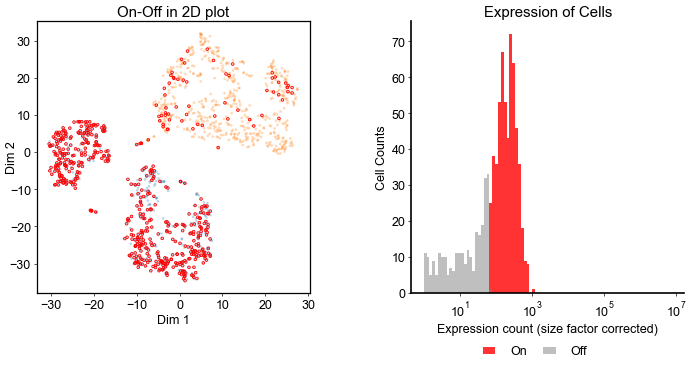 On-Off in 2D plot
30
20
10
0
−10
−20
−30
Dim 2
−30 −20 −10 0 10 20 30
Dim 1
Expression of Cells
70
60
50
40
30
20
10
0
Cell Counts
10^1 10^3 10^5 10^7
Expression count (size factor corrected)
On Off